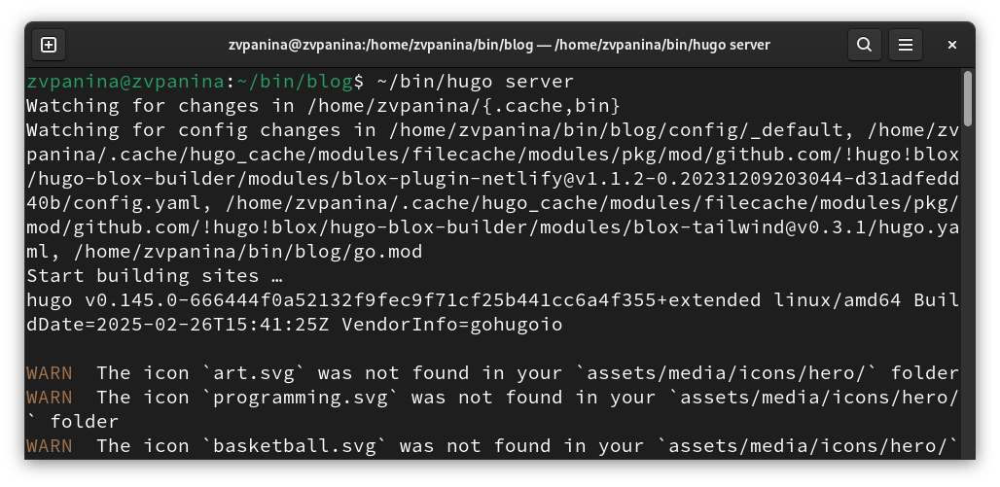 zvpanina@zvpanina:/home/zvpanina/bin/blog — /home/zvpanina/bin/hugo server
zvpanina@zvpanina:~/bin/blog$ ~/bin/hugo server
Watching for changes in /home/zvpanina/{.cache,bin}
Watching for config changes in /home/zvpanina/bin/blog/config/_default, /home/zv
panina/.cache/hugo_cache/modules/filecache/modules/pkg/mod/github.com/!hugo!blox
/hugo-blox-builder/modules/blox-plugin-netlify@v1.1.2-0.20231209203044-d31adfedd
40b/config.yaml, /home/zvpanina/.cache/hugo_cache/modules/filecache/modules/pkg/
mod/github.com/!hugo!blox/hugo-blox-builder/modules/blox-tailwind@v0.3.1/hugo.ya
ml, /home/zvpanina/bin/blog/go.mod
Start building sites …
hugo v0.145.0-666444f0a52132f9fec9f71cf25b441cc6a4f355+extended linux/amd64 Buil
dDate=2025-02-26T15:41:25Z VendorInfo=gohugoio
WARN  The icon `art.svg` was not found in your `assets/media/icons/hero/` folder
WARN  The icon `programming.svg` was not found in your `assets/media/icons/hero/
` folder
WARN  The icon `basketball.svg` was not found in your `assets/media/icons/hero/`